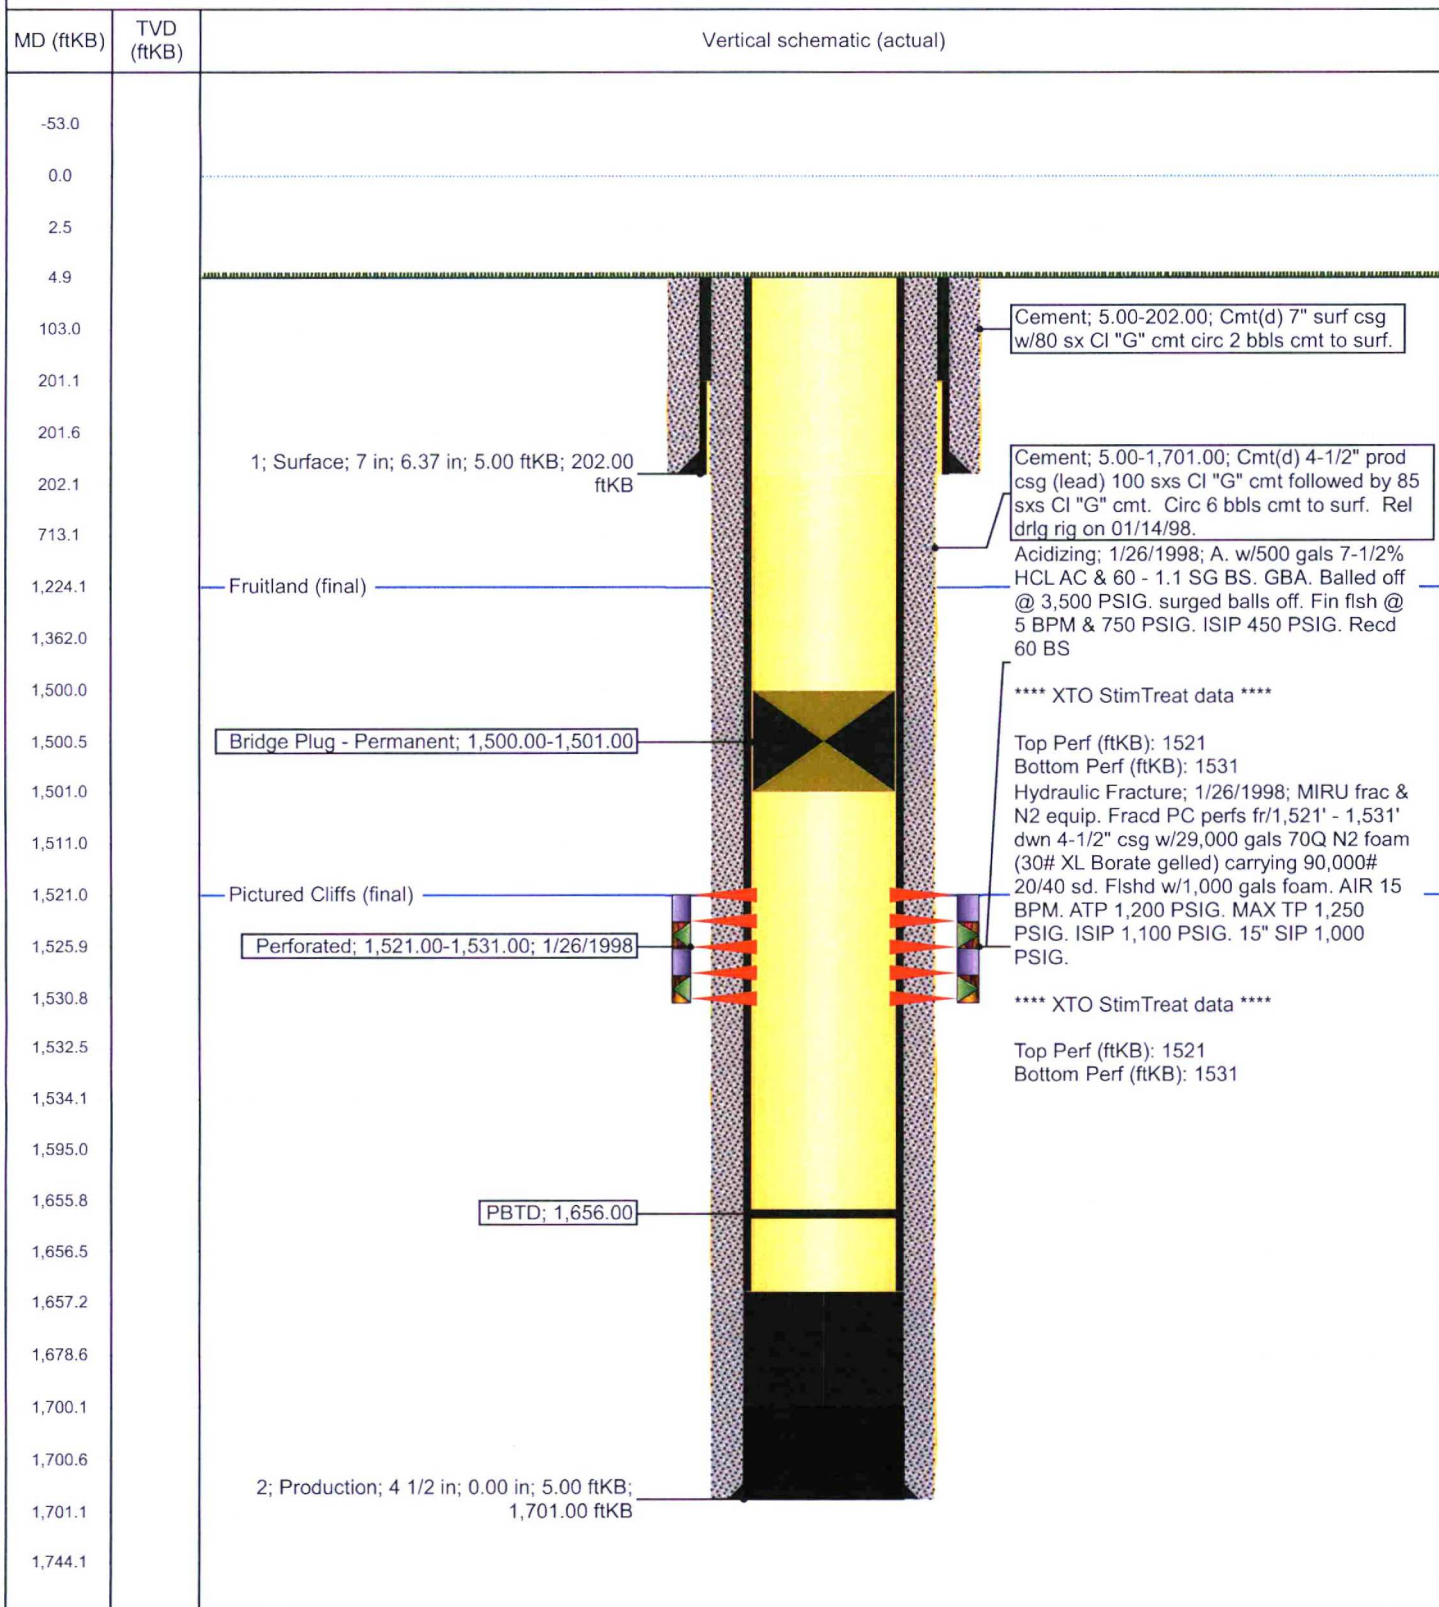 MD (ftKB)
TVD
(ftKB)
Vertical schematic (actual)
-53.0
0.0
2.5
4.9
103.0
201.1
201.6
202.1
713.1
1,224.1
1,362.0
1,500.0
1,500.5
1,501.0
1,511.0
1,521.0
1,525.9
1,530.8
1,532.5
1,534.1
1,595.0
1,655.8
1,656.5
1,657.2
1,678.6
1,700.1
1,700.6
1,701.1
1,744.1
1; Surface; 7 in; 6.37 in; 5.00 ftKB; 202.00
ftKB
Fruitland (final)
Bridge Plug - Permanent; 1,500.00-1,501.00
Pictured Cliffs (final)
Perforated; 1,521.00-1,531.00; 1/26/1998
PBTD; 1,656.00
2; Production; 4 1/2 in; 0.00 in; 5.00 ftKB;
1,701.00 ftKB
Cement; 5.00-202.00; Cmt(d) 7" surf csg
w/80 sx Cl "G" cmt circ 2 bbls cmt to surf.
Cement; 5.00-1,701.00; Cmt(d) 4-1/2" prod
csg (lead) 100 sxs Cl "G" cmt followed by 85
sxs Cl "G" cmt. Circ 6 bbls cmt to surf. Rel
drlg rig on 01/14/98.
Acidizing; 1/26/1998; A. w/500 gals 7-1/2%
HCL AC & 60 - 1.1 SG BS. GBA. Balled off
@ 3,500 PSIG. surged balls off. Fin flsh @
5 BPM & 750 PSIG. ISIP 450 PSIG. Recd
60 BS
**** XTO StimTreat data ****
Top Perf (ftKB): 1521
Bottom Perf (ftKB): 1531
Hydraulic Fracture; 1/26/1998; MIRU frac &
N2 equip. Fracd PC perfs fr/1,521' - 1,531'
dwn 4-1/2" csg w/29,000 gals 70Q N2 foam
(30# XL Borate gelled) carrying 90,000#
20/40 sd. Flshd w/1,000 gals foam. AIR 15
BPM. ATP 1,200 PSIG. MAX TP 1,250
PSIG. ISIP 1,100 PSIG. 15" SIP 1,000
PSIG.
**** XTO StimTreat data ****
Top Perf (ftKB): 1521
Bottom Perf (ftKB): 1531